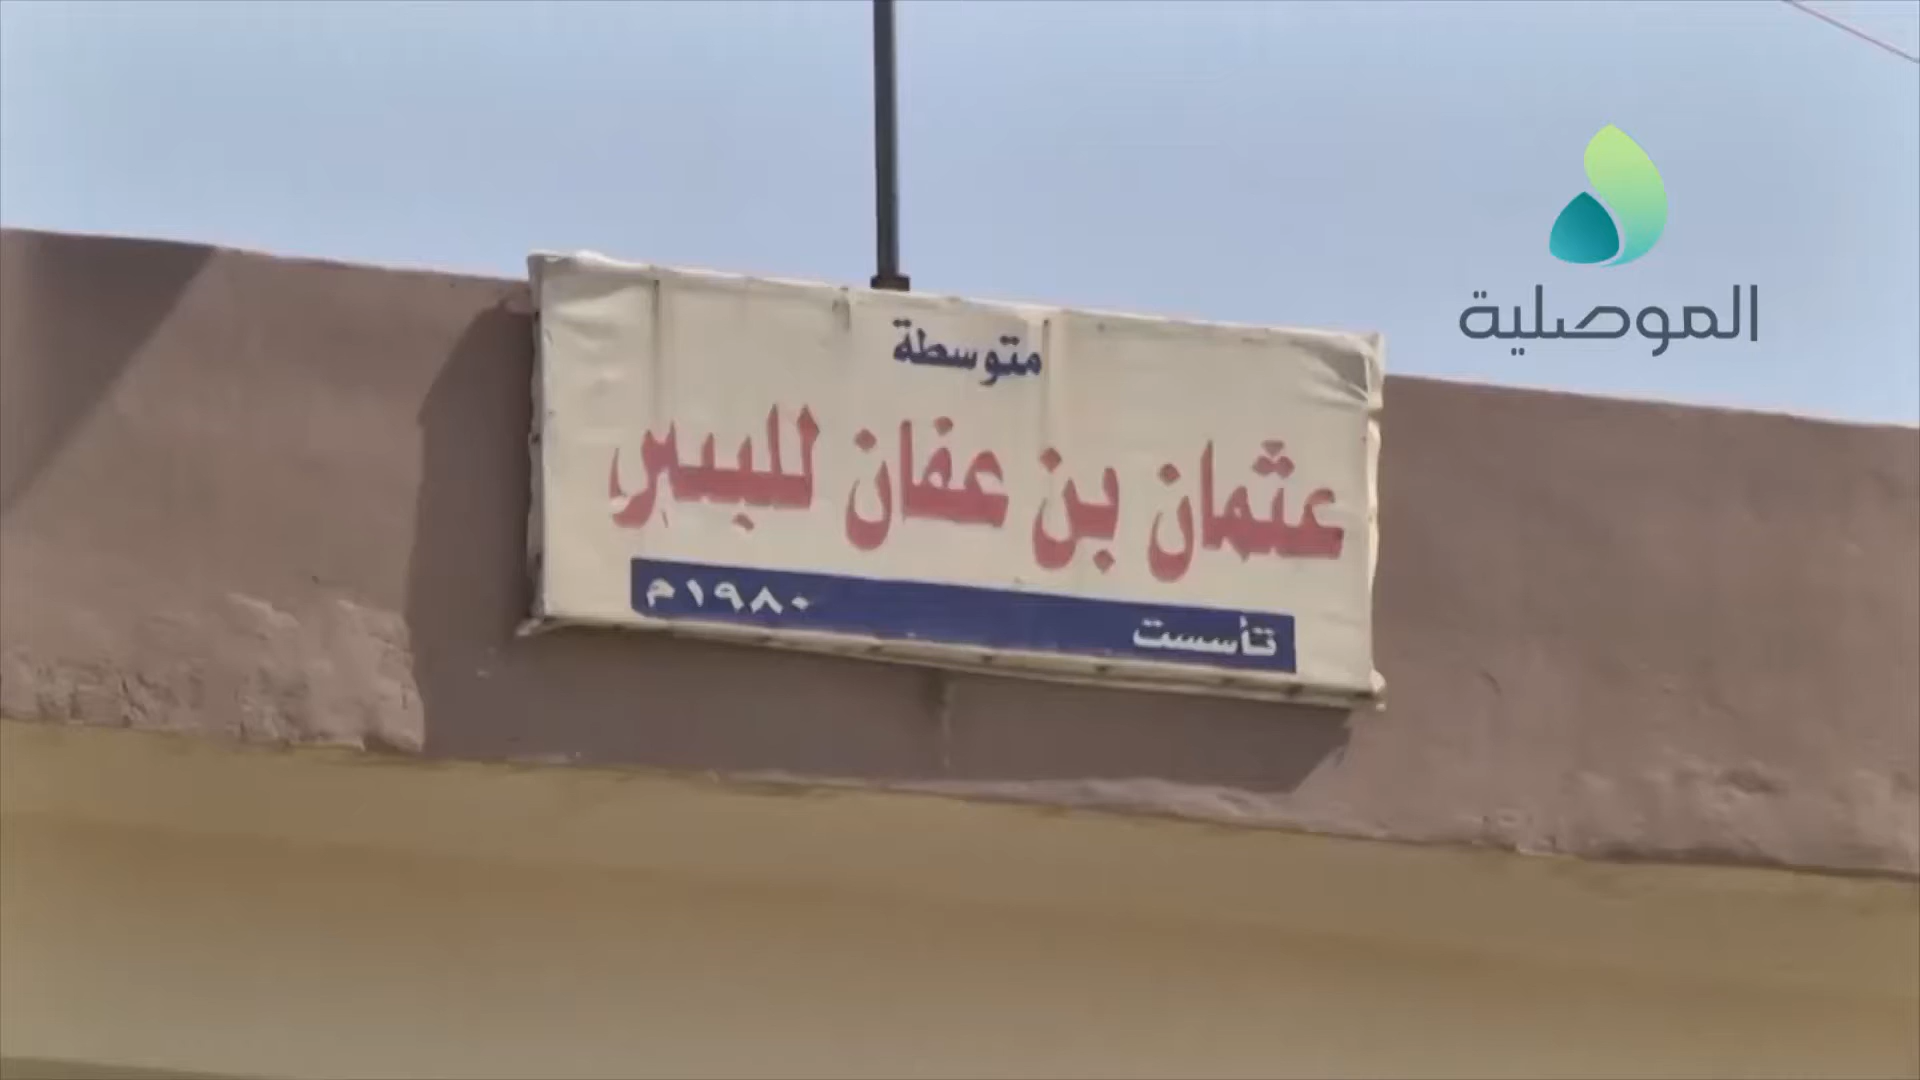 متوسطة
عثمان بن عفان للبنين
تأسست ١٩٨٠م
الموصلية